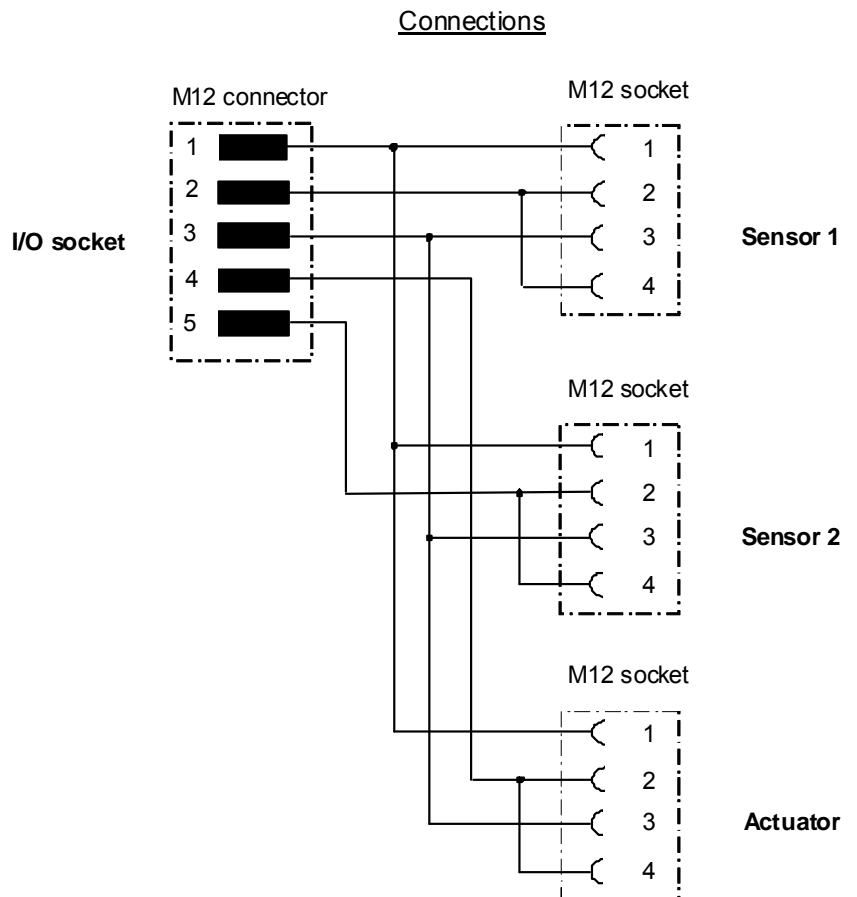 Connections
M12 connector
M12 socket
1
2
3
4
5
I/O socket
1
2
3
4
Sensor 1
M12 socket
1
2
3
4
Sensor 2
M12 socket
1
2
3
4
Actuator